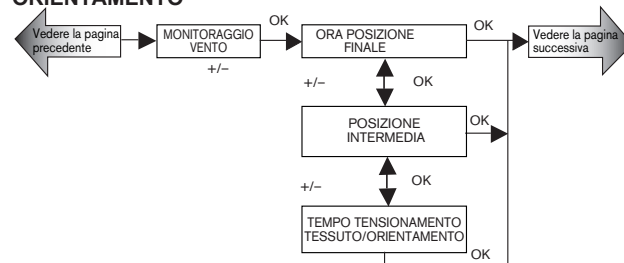 ORIENTAMENTO
Vedere la pagina
precedente
MONITORAGGIO
VENTO
OK
ORA POSIZIONE
FINALE
OK
Vedere la pagina
successiva
+/–
+/–
OK
POSIZIONE
INTERMEDIA
OK
+/–
OK
TEMPO TENSIONAMENTO
TESSUTO/ORIENTAMENTO
OK